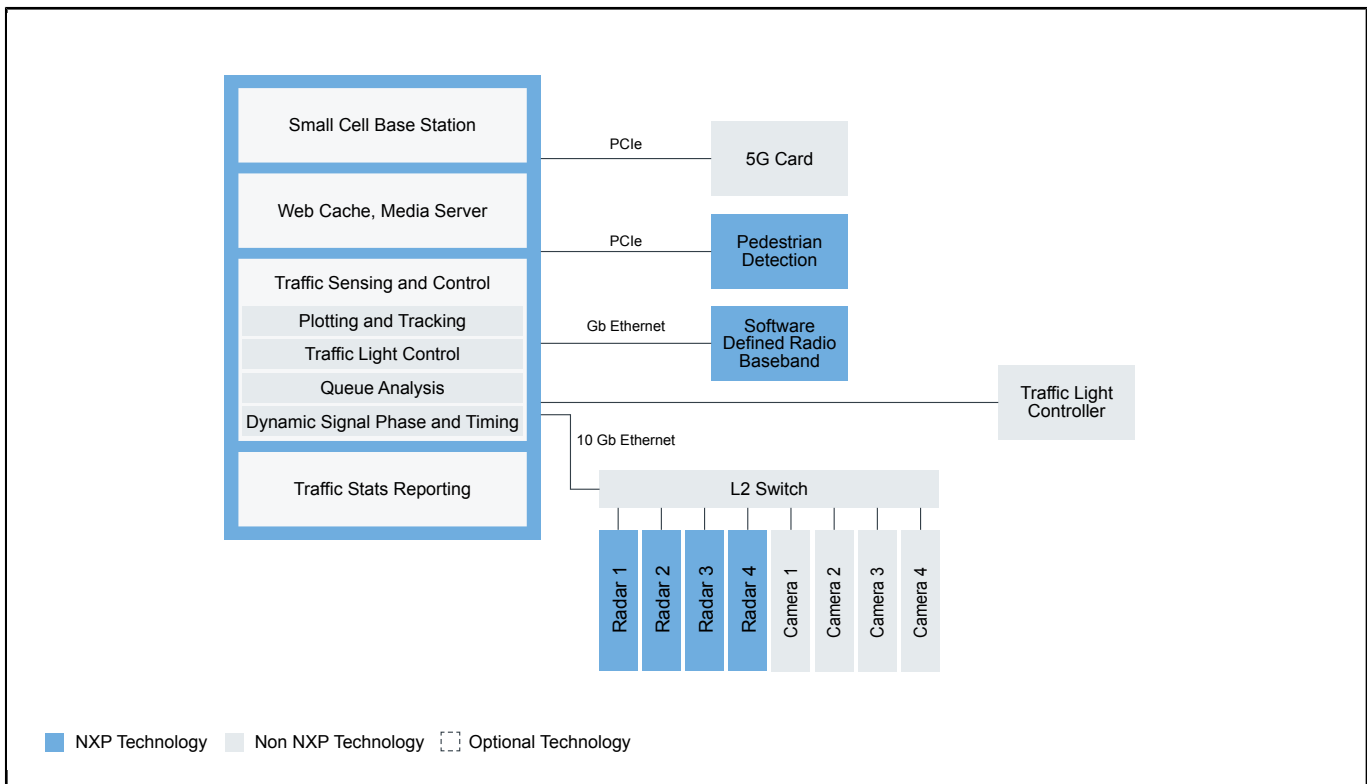 Small Cell Base Station
Web Cache, Media Server
Traffic Sensing and Control
Plotting and Tracking
Traffic Light Control
Queue Analysis
Dynamic Signal Phase and Timing
Traffic Stats Reporting
PCIe
5G Card
PCIe
Pedestrian
Detection
Gb Ethernet
Software
Defined Radio
Baseband
Traffic Light
Controller
10 Gb Ethernet
L2 Switch
Radar 1
Radar 2
Radar 3
Radar 4
Camera 1
Camera 2
Camera 3
Camera 4
NXP Technology
Non NXP Technology
Optional Technology